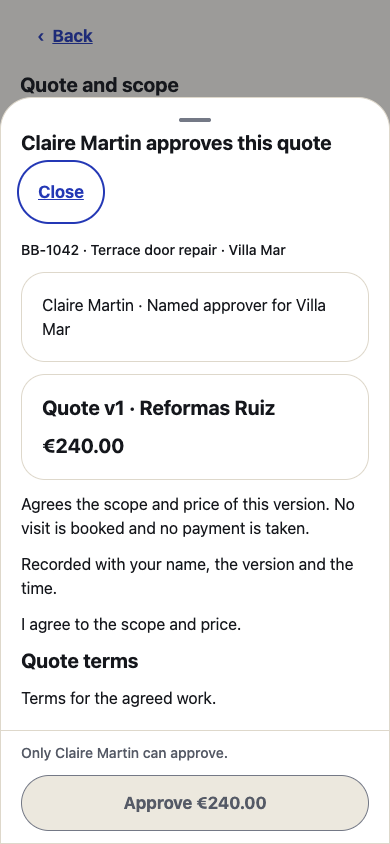 ‹ Back
Quote and scope
Claire Martin approves this quote
Close
BB-1042 · Terrace door repair · Villa Mar
Claire Martin · Named approver for Villa
Mar
Quote v1 · Reformas Ruiz
€240.00
Agrees the scope and price of this version. No
visit is booked and no payment is taken.
Recorded with your name, the version and the
time.
I agree to the scope and price.
Quote terms
Terms for the agreed work.
Only Claire Martin can approve.
Approve €240.00